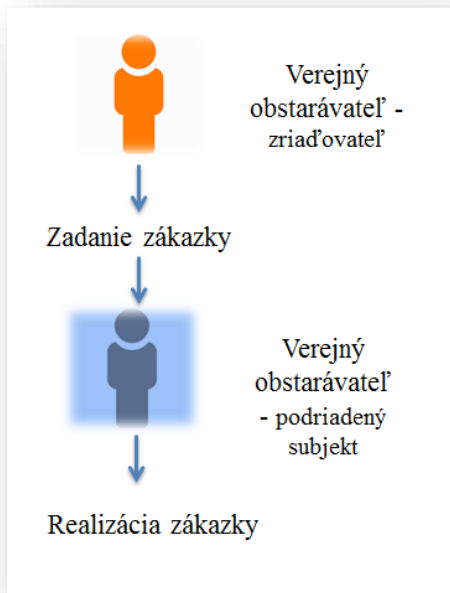 Verejný
obstarávateľ -
zriaďovateľ
Zadanie zákazky
Verejný
obstarávateľ
- podriadený
subjekt
Realizácia zákazky